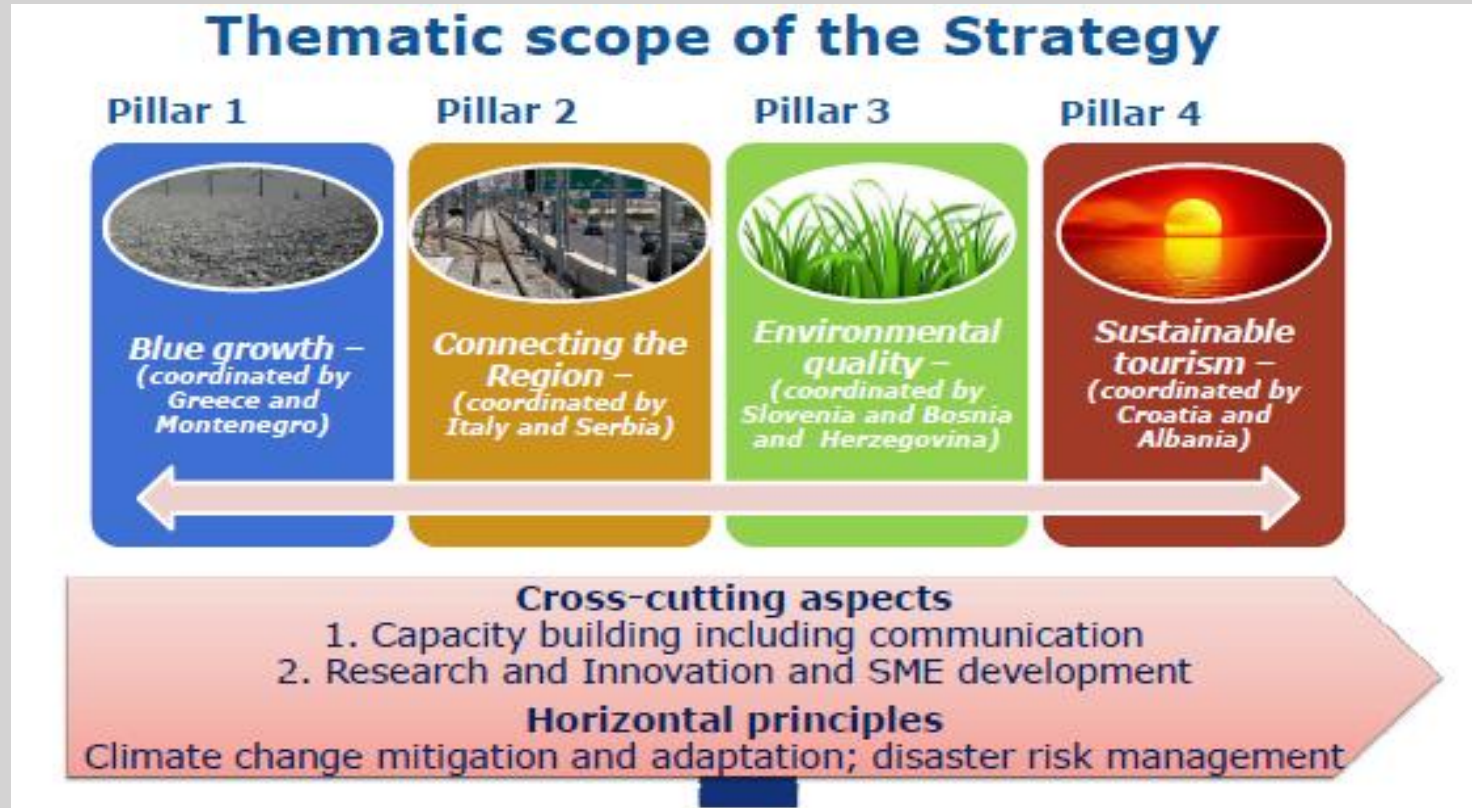 Thematic scope of the Strategy
Pillar 1
Blue growth –
(coordinated by
Greece and
Montenegro)
Pillar 2
Connecting the
Region –
(coordinated by
Italy and Serbia)
Pillar 3
Environmental
quality –
(coordinated by
Slovenia and Bosnia
and Herzegovina)
Pillar 4
Sustainable
tourism –
(coordinated by
Croatia and
Albania)
Cross-cutting aspects
1. Capacity building including communication
2. Research and Innovation and SME development
Horizontal principles
Climate change mitigation and adaptation; disaster risk management